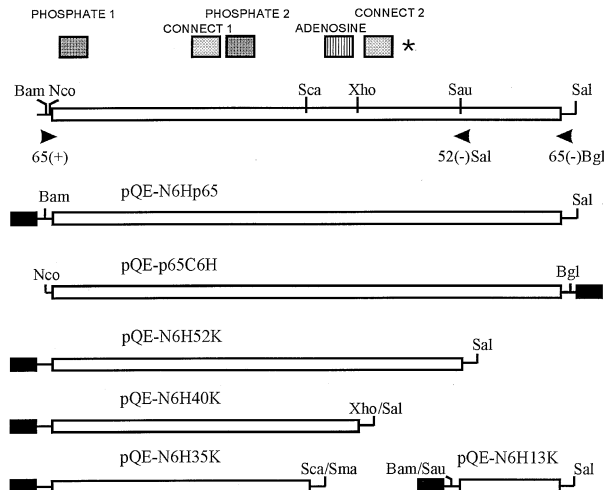 PHOSPHATE 1
PHOSPHATE 2
CONNECT 2
CONNECT 1
ADENOSINE
*
Bam Nco
Sca
Xho
Sau
Sal
65(+)
52(-)Sal
65(-)Bgl
Bam
pQE-N6Hp65
Sal
Nco
pQE-p65C6H
Bgl
pQE-N6H52K
Sal
pQE-N6H40K
Xho/Sal
pQE-N6H35K
Sca/Sma
Bam/Sau
pQE-N6H13K
Sal